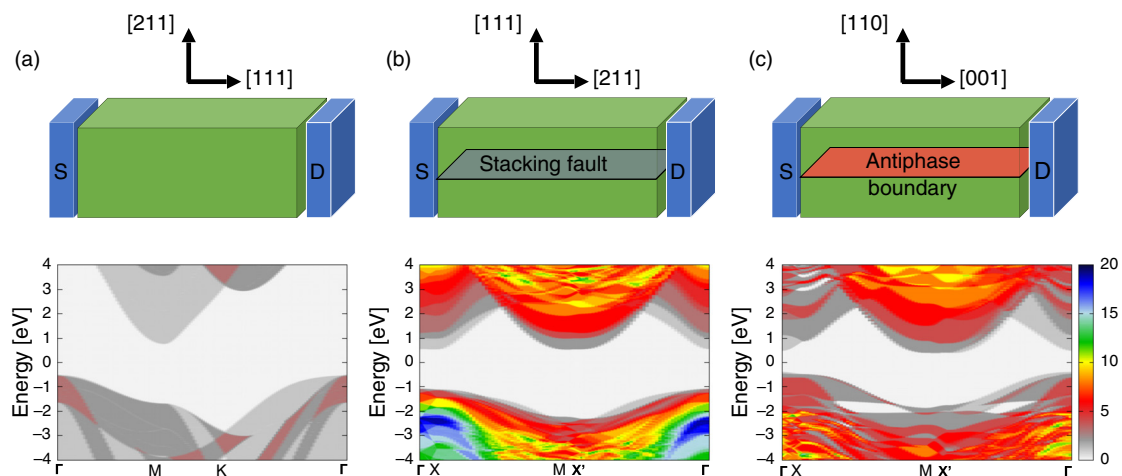 [211]
[111]
[110]
(a)
[111]
(b)
[211]
(c)
[001]
S
D
S
Stacking fault
D
S
Antiphase
boundary
D
Energy [eV]
4
3
2
1
0
−1
−2
−3
−4
Γ
M
K
Γ
Energy [eV]
4
3
2
1
0
−1
−2
−3
−4
Γ
X
M
X'
Γ
Energy [eV]
4
3
2
1
0
−1
−2
−3
−4
Γ
X
M
X'
Γ
20
15
10
5
0